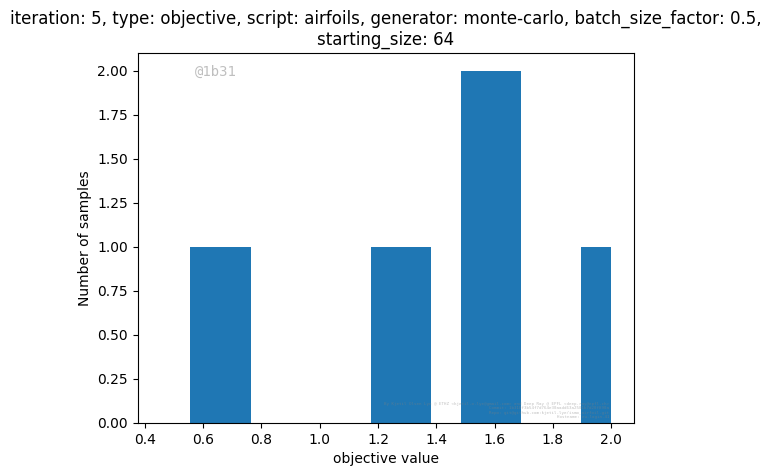 iteration: 5, type: objective, script: airfoils, generator: monte-carlo, batch_size_factor: 0.5,
starting_size: 64
@1b31
2.00
1.75
1.50
1.25
1.00
0.75
0.50
0.25
0.00
Number of samples
0.4 0.6 0.8 1.0 1.2 1.4 1.6 1.8 2.0
objective value